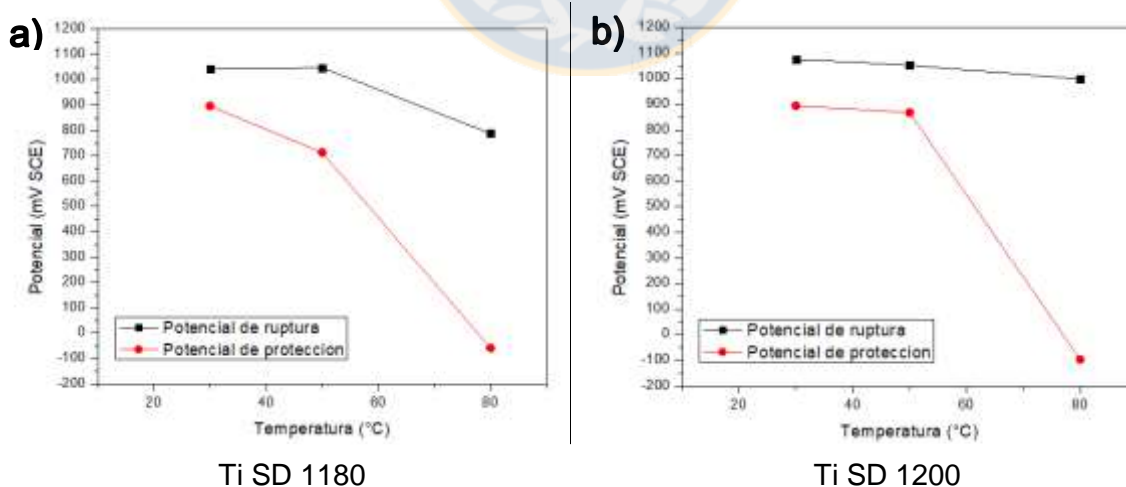 a)
1200
1100
1000
900
800
700
600
500
400
300
200
100
0
-100
-200
Potencial (mV SCE)
Potencial de ruptura
Potencial de proteccion
20 40 60 80
Temperatura (°C)
Ti SD 1180
b)
1200
1100
1000
900
800
700
600
500
400
300
200
100
0
-100
-200
Potencial (mV SCE)
Potencial de ruptura
Potencial de proteccion
20 40 60 80
Temperatura (°C)
Ti SD 1200